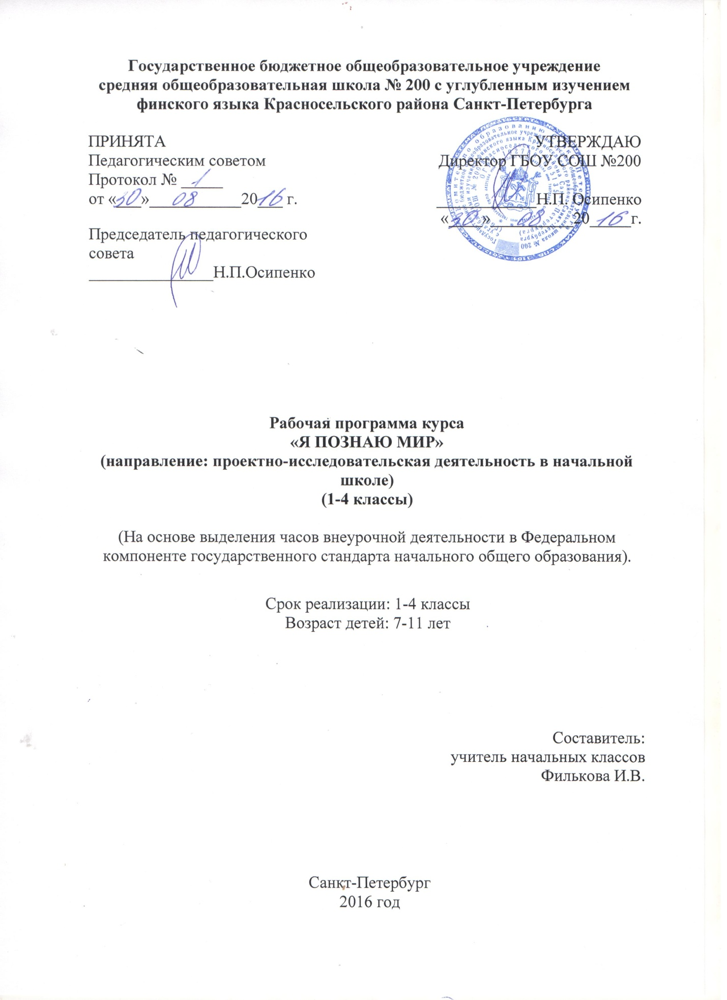 Государственное бюджетное общеобразовательное учреждение
средняя общеобразовательная школа № 200 с углубленным изучением
финского языка Красносельского района Санкт-Петербурга
ПРИНЯТА
Педагогическим советом
Протокол № 1
от «30» 08 2016 г.
Председатель педагогического
совета
Н.П.Осипенко
УТВЕРЖДАЮ
Директор ГБОУ СОШ №200
Н.П. Осипенко
«30» 08 2016 г.
Рабочая программа курса
«Я ПОЗНАЮ МИР»
(направление: проектно-исследовательская деятельность в начальной
школе)
(1-4 классы)
(На основе выделения часов внеурочной деятельности в Федеральном
компоненте государственного стандарта начального общего образования).
Срок реализации: 1-4 классы
Возраст детей: 7-11 лет
Составитель:
учитель начальных классов
Филькова И.В.
Санкт-Петербург
2016 год